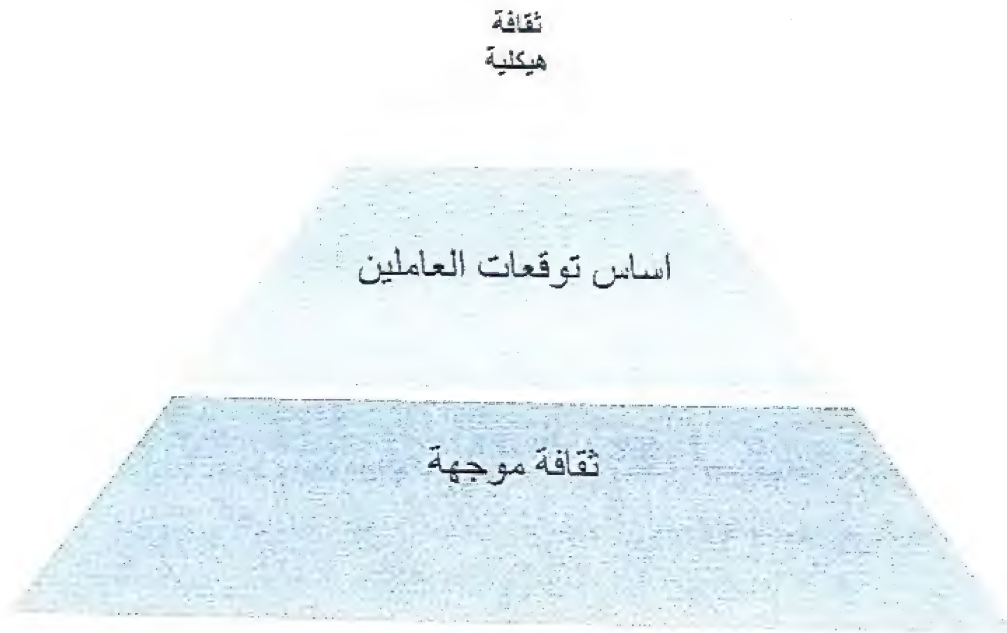 ثقافة
هيكلية
اساس توقعات العاملين
ثقافة موجهة